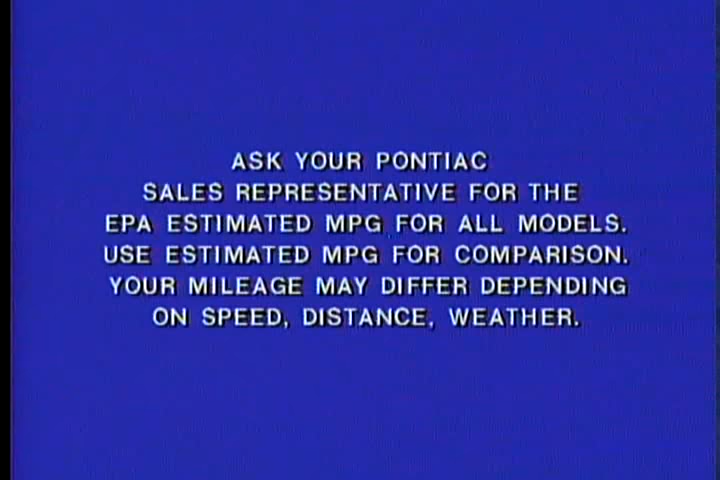 ASK YOUR PONTIAC
SALES REPRESENTATIVE FOR THE
EPA ESTIMATED MPG FOR ALL MODELS.
USE ESTIMATED MPG FOR COMPARISON.
YOUR MILEAGE MAY DIFFER DEPENDING
ON SPEED, DISTANCE, WEATHER.